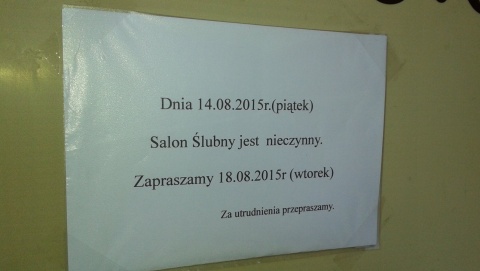 Dnia 14.08.2015r.(piątek)
Salon Ślubny jest nieczynny.
Zapraszamy 18.08.2015r (wtorek)
Za utrudnienia przepraszamy.